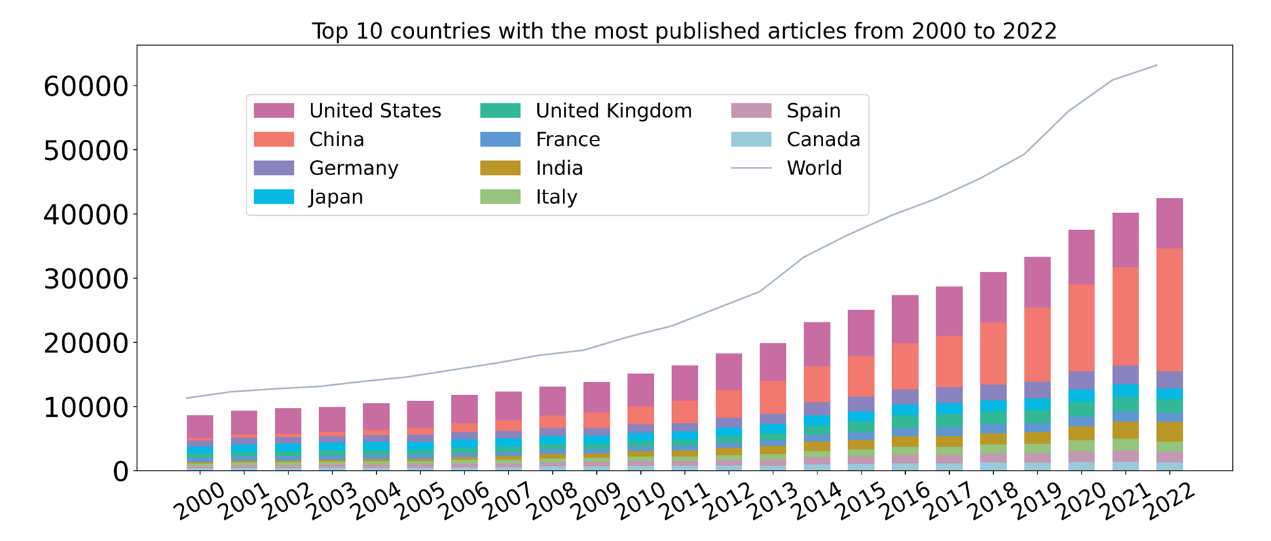 Top 10 countries with the most published articles from 2000 to 2022
60000
50000
40000
30000
20000
10000
0
United States
China
Germany
Japan
United Kingdom
France
India
Italy
Spain
Canada
World
2000 2001 2002 2003 2004 2005 2006 2007 2008 2009 2010 2011 2012 2013 2014 2015 2016 2017 2018 2019 2020 2021 2022